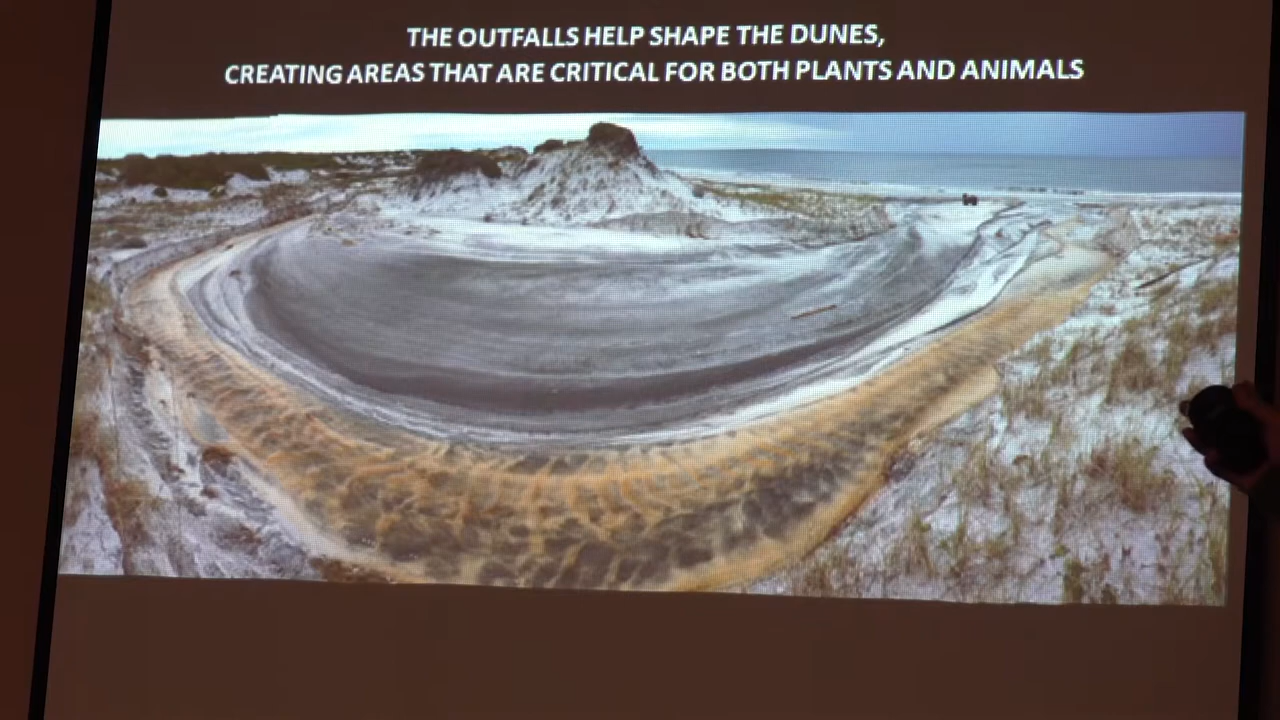 THE OUTFALLS HELP SHAPE THE DUNES,
CREATING AREAS THAT ARE CRITICAL FOR BOTH PLANTS AND ANIMALS